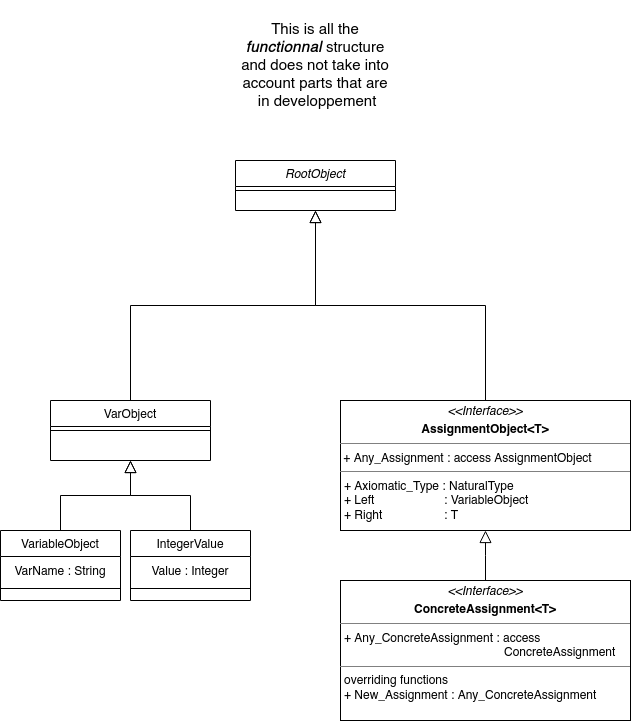 This is all the
functionnal structure
and does not take into
account parts that are
in developpement
RootObject
VarObject
VariableObject
VarName : String
IntegerValue
Value : Integer
<<Interface>>
AssignmentObject<T>
+ Any_Assignment : access AssignmentObject
+ Axiomatic_Type : NaturalType
+ Left : VariableObject
+ Right : T
<<Interface>>
ConcreteAssignment<T>
+ Any_ConcreteAssignment : access
ConcreteAssignment
overriding functions
+ New_Assignment : Any_ConcreteAssignment